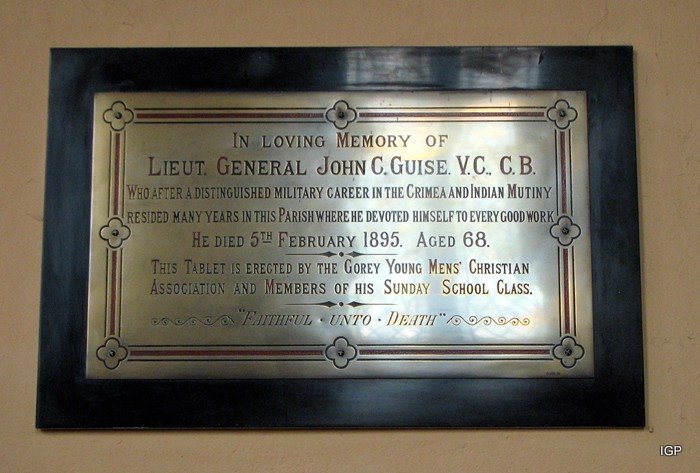 IN LOVING MEMORY OF
LIEUT. GENERAL JOHN C. GUISE. V.C., C.B.
WHO AFTER A DISTINGUISHED MILITARY CAREER IN THE CRIMEA AND INDIAN MUTINY
RESIDED MANY YEARS IN THIS PARISH WHERE HE DEVOTED HIMSELF TO EVERY GOOD WORK
HE DIED 5TH FEBRUARY 1895. AGED 68.
THIS TABLET IS ERECTED BY THE GOREY YOUNG MENS' CHRISTIAN
ASSOCIATION AND MEMBERS OF HIS SUNDAY SCHOOL CLASS.
"FAITHFUL · UNTO · DEATH"
IGP